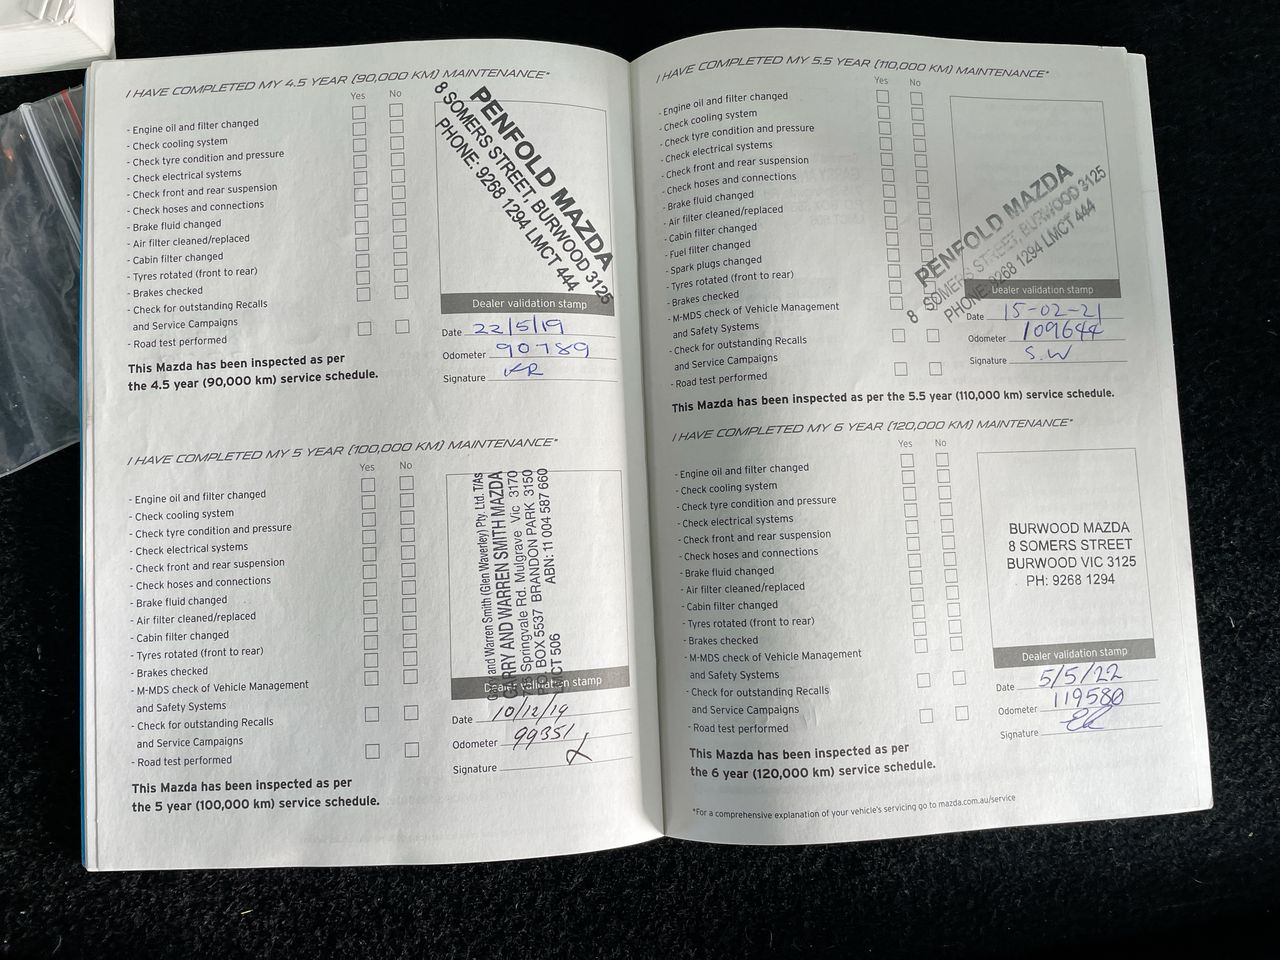 I HAVE COMPLETED MY 4.5 YEAR (90,000 KM) MAINTENANCE*
Yes No
- Engine oil and filter changed
- Check cooling system
- Check tyre condition and pressure
- Check electrical systems
- Check front and rear suspension
- Check hoses and connections
- Brake fluid changed
- Air filter cleaned/replaced
- Cabin filter changed
- Tyres rotated (front to rear)
- Brakes checked
- Check for outstanding Recalls
and Service Campaigns
- Road test performed
This Mazda has been inspected as per
the 4.5 year (90,000 km) service schedule.
PENFOLD MAZDA
8 SOMERS STREET, BURWOOD 3125
PHONE: 9268 1294 LMCT 444
Dealer validation stamp
Date 22/5/19
Odometer 90789
Signature KR
I HAVE COMPLETED MY 5 YEAR (100,000 KM) MAINTENANCE*
Yes No
- Engine oil and filter changed
- Check cooling system
- Check tyre condition and pressure
- Check electrical systems
- Check front and rear suspension
- Check hoses and connections
- Brake fluid changed
- Air filter cleaned/replaced
- Cabin filter changed
- Tyres rotated (front to rear)
- Brakes checked
- M-MDS check of Vehicle Management
and Safety Systems
- Check for outstanding Recalls
and Service Campaigns
- Road test performed
This Mazda has been inspected as per
the 5 year (100,000 km) service schedule.
and Warren Smith (Glen Waverley) Pty. Ltd. T/As
GARRY AND WARREN SMITH MAZDA
Springvale Rd. Mulgrave Vic 3170
BOX 5537 BRANDON PARK 3150
LMCT 506 ABN: 11 004 587 660
Dealer validation stamp
Date 10/12/19
Odometer 99351
Signature
I HAVE COMPLETED MY 5.5 YEAR (110,000 KM) MAINTENANCE*
Yes No
- Engine oil and filter changed
- Check cooling system
- Check tyre condition and pressure
- Check electrical systems
- Check front and rear suspension
- Check hoses and connections
- Brake fluid changed
- Air filter cleaned/replaced
- Cabin filter changed
- Fuel filter changed
- Spark plugs changed
- Tyres rotated (front to rear)
- Brakes checked
- M-MDS check of Vehicle Management
and Safety Systems
- Check for outstanding Recalls
and Service Campaigns
- Road test performed
This Mazda has been inspected as per the 5.5 year (110,000 km) service schedule.
PENFOLD MAZDA
8 SOMERS STREET, BURWOOD 3125
PHONE: 9268 1294 LMCT 444
Dealer validation stamp
Date 15-02-21
Odometer 109644
Signature S.W
I HAVE COMPLETED MY 6 YEAR (120,000 KM) MAINTENANCE*
Yes No
- Engine oil and filter changed
- Check cooling system
- Check tyre condition and pressure
- Check electrical systems
- Check front and rear suspension
- Check hoses and connections
- Brake fluid changed
- Air filter cleaned/replaced
- Cabin filter changed
- Tyres rotated (front to rear)
- Brakes checked
- M-MDS check of Vehicle Management
and Safety Systems
- Check for outstanding Recalls
and Service Campaigns
- Road test performed
This Mazda has been inspected as per
the 6 year (120,000 km) service schedule.
BURWOOD MAZDA
8 SOMERS STREET
BURWOOD VIC 3125
PH: 9268 1294
Dealer validation stamp
Date 5/5/22
Odometer 119580
Signature
*For a comprehensive explanation of your vehicle's servicing go to mazda.com.au/service